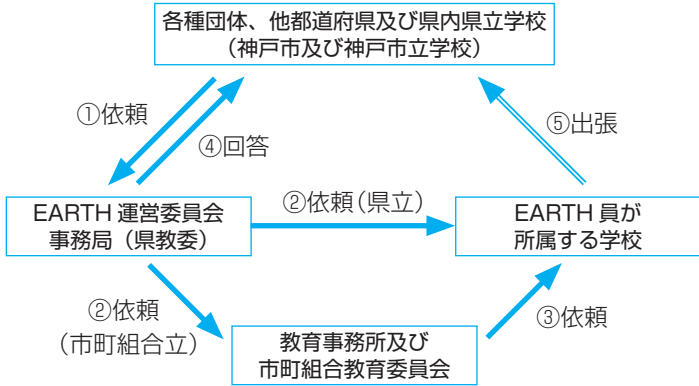 各種団体、他都道府県及び県内県立学校
（神戸市及び神戸市立学校）
①依頼
④回答
⑤出張
EARTH 運営委員会
事務局（県教委）
②依頼（県立）
EARTH 員が
所属する学校
②依頼
（市町組合立）
③依頼
教育事務所及び
市町組合教育委員会